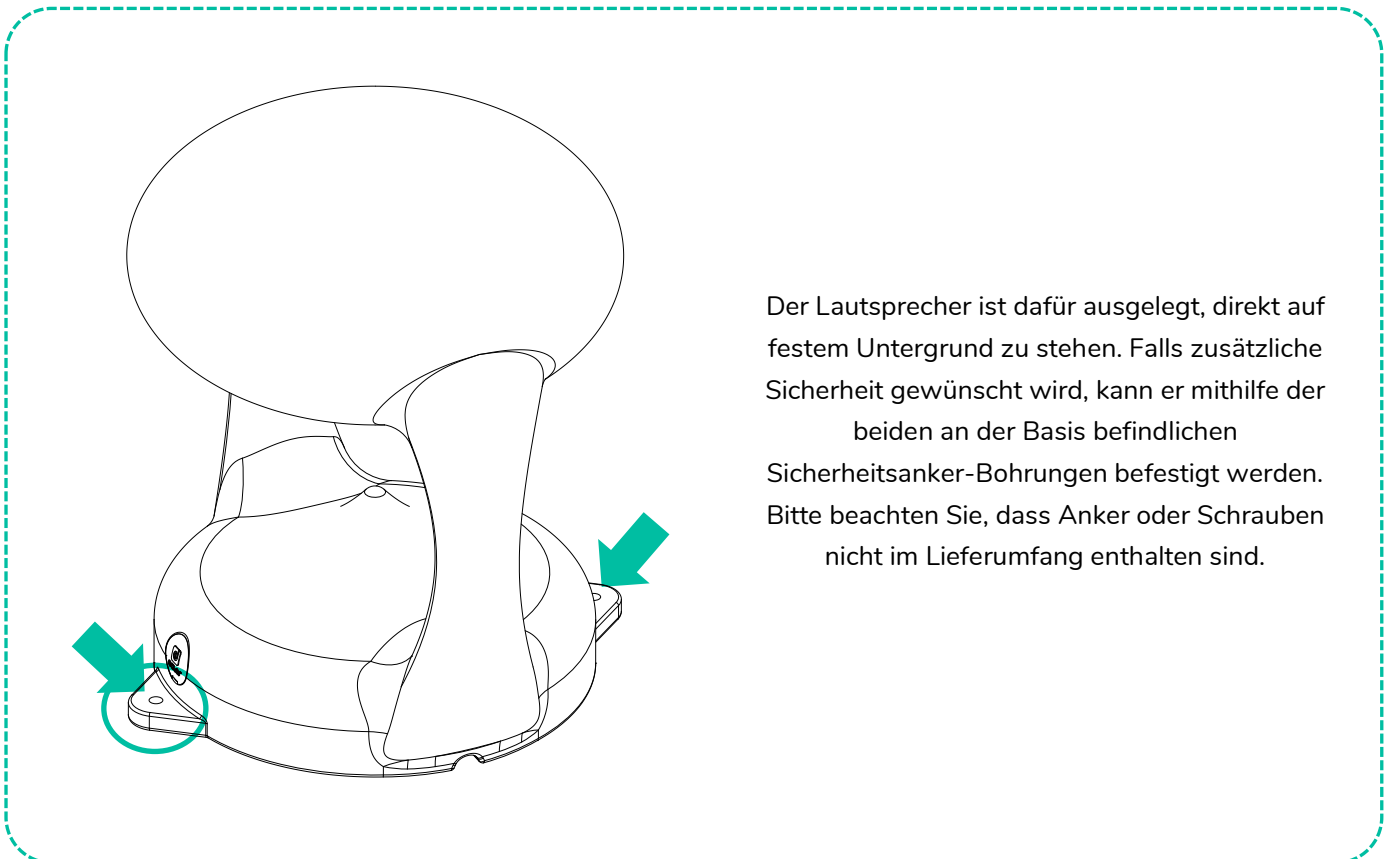 Der Lautsprecher ist dafür ausgelegt, direkt auf
festem Untergrund zu stehen. Falls zusätzliche
Sicherheit gewünscht wird, kann er mithilfe der
beiden an der Basis befindlichen
Sicherheitsanker-Bohrungen befestigt werden.
Bitte beachten Sie, dass Anker oder Schrauben
nicht im Lieferumfang enthalten sind.